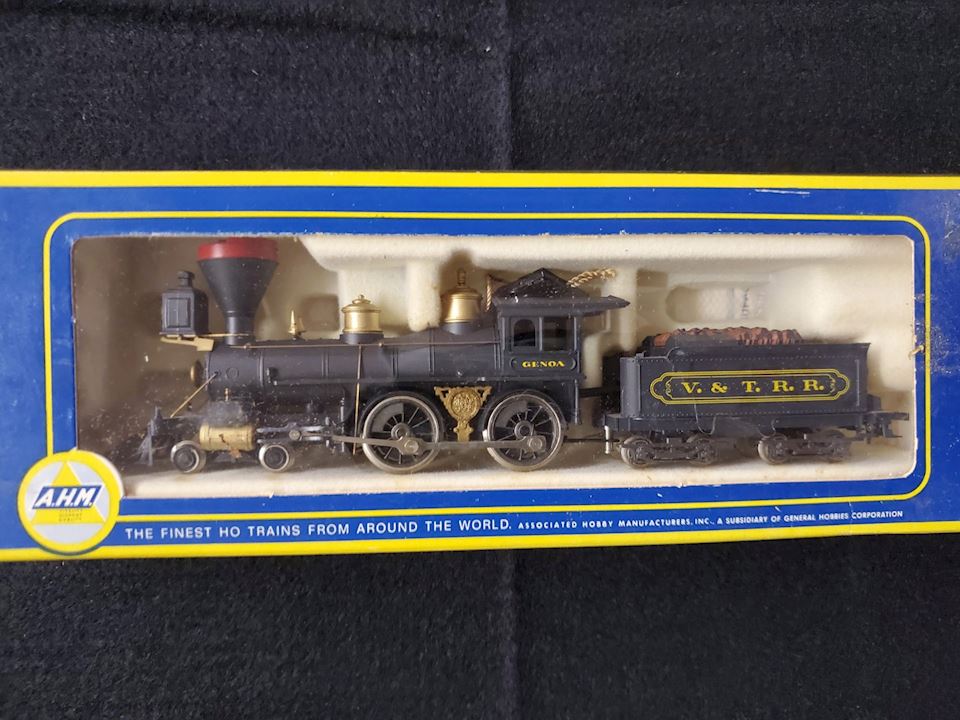 GENOA
V. & T. R. R.
A.H.M.
THE FINEST HO TRAINS FROM AROUND THE WORLD. ASSOCIATED HOBBY MANUFACTURERS, INC., A SUBSIDIARY OF GENERAL HOBBIES CORPORATION